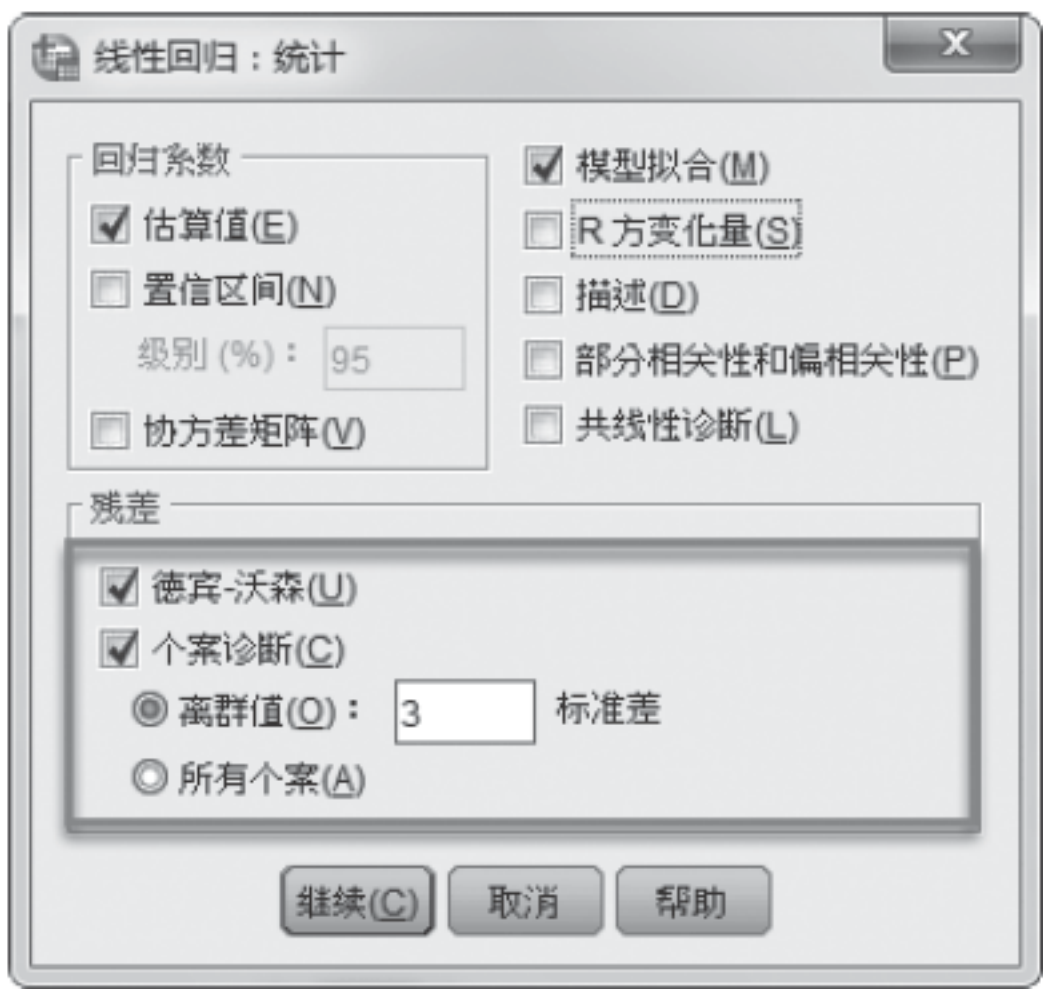 线性回归：统计
回归系数
估算值(E)
置信区间(N)
级别 (%)： 95
协方差矩阵(V)
模型拟合(M)
R 方变化量(S)
描述(D)
部分相关性和偏相关性(P)
共线性诊断(L)
残差
德宾-沃森(U)
个案诊断(C)
离群值(O)： 3 标准差
所有个案(A)
继续(C) 取消 帮助